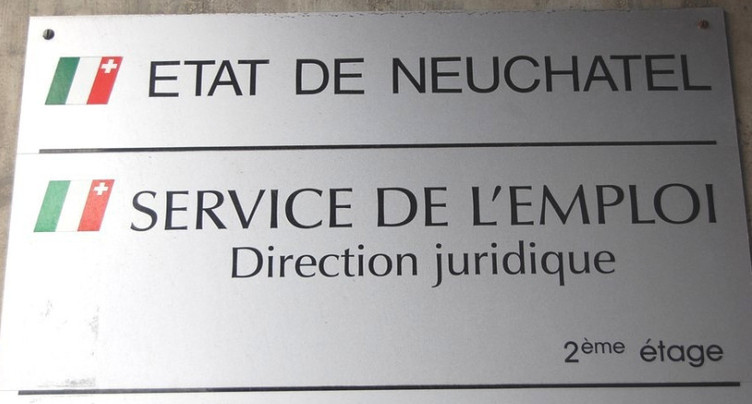 ETAT DE NEUCHATEL
SERVICE DE L'EMPLOI
Direction juridique
2ème étage